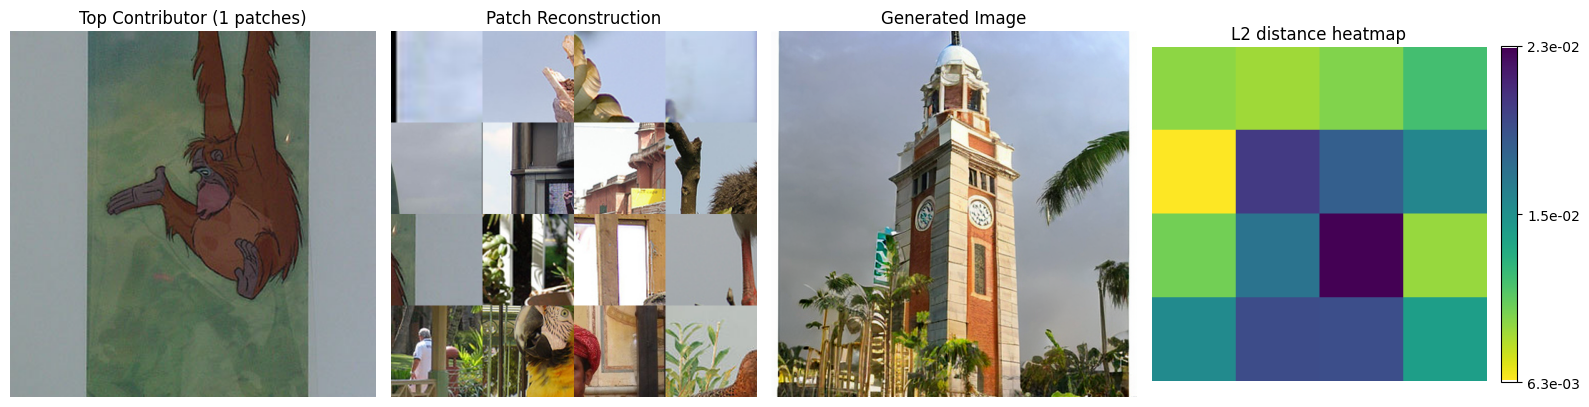 Top Contributor (1 patches)
Patch Reconstruction
Generated Image
L2 distance heatmap
2.3e-02
1.5e-02
6.3e-03